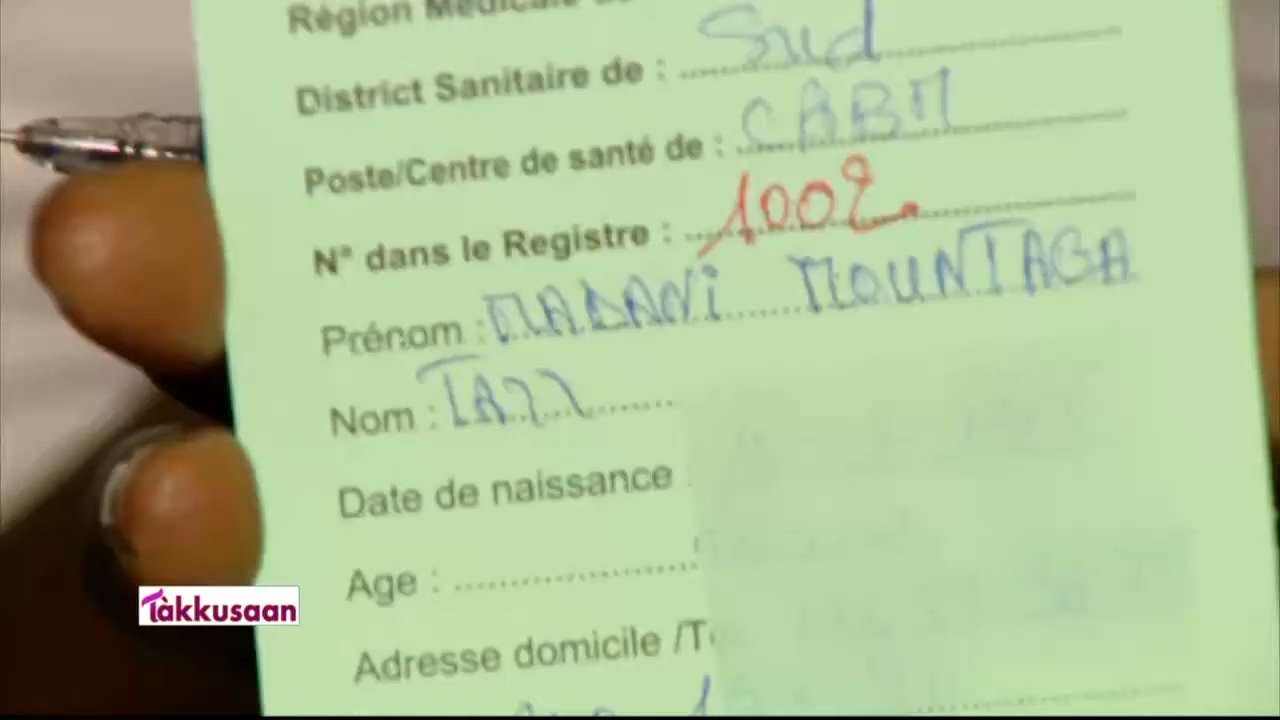 Région Médicale
District Sanitaire de : Sud
Poste/Centre de santé de : CABM
N° dans le Registre : 1002
Prénom : MADANI MOUNTAGA
Nom : TALL
Date de naissance :
Age :
Adresse domicile /T
Tàkkusaan